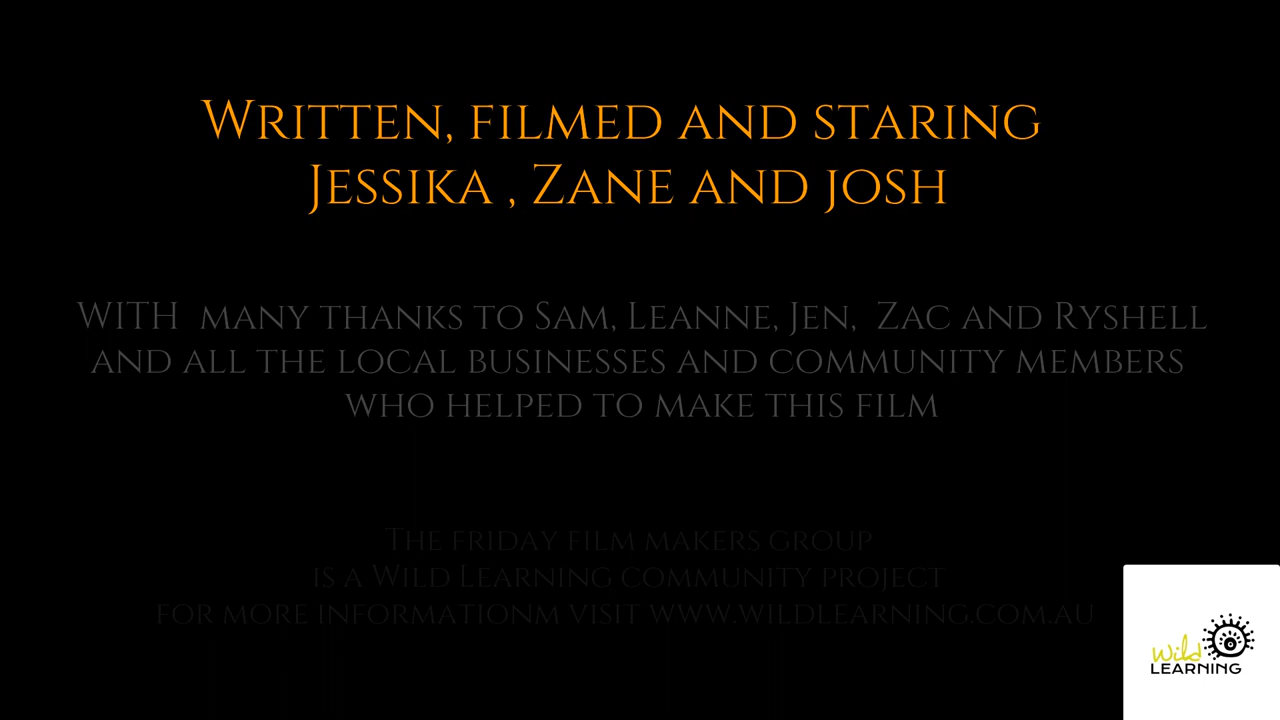 Written, filmed and staring
Jessika , Zane and josh
WITH many thanks to Sam, Leanne, Jen, Zac and Ryshell
and all the local businesses and community members
who helped to make this film
The friday film makers group
is a Wild Learning community project
for more informationm visit www.wildlearning.com.au
Wild
LEARNING